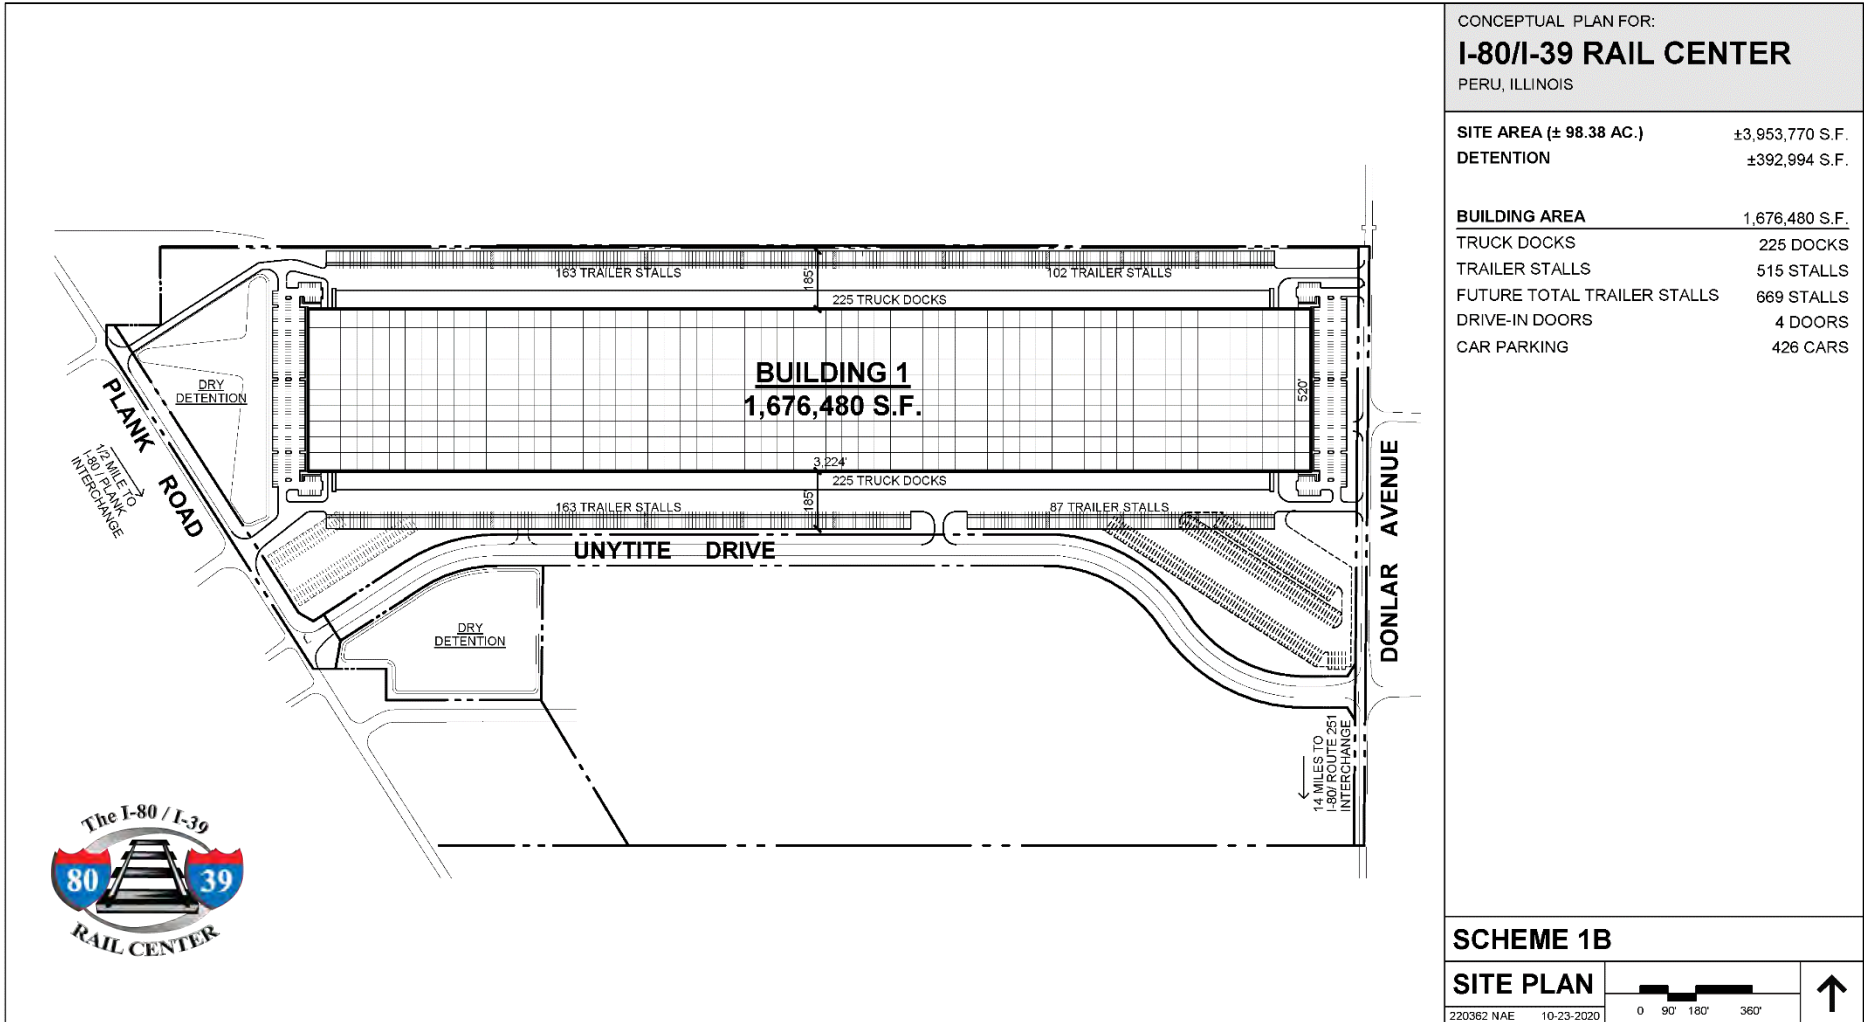 CONCEPTUAL PLAN FOR:
I-80/I-39 RAIL CENTER
PERU, ILLINOIS
SITE AREA (± 98.38 AC.) ±3,953,770 S.F.
DETENTION ±392,994 S.F.
BUILDING AREA 1,676,480 S.F.
TRUCK DOCKS 225 DOCKS
TRAILER STALLS 515 STALLS
FUTURE TOTAL TRAILER STALLS 669 STALLS
DRIVE-IN DOORS 4 DOORS
CAR PARKING 426 CARS
163 TRAILER STALLS
102 TRAILER STALLS
185'
225 TRUCK DOCKS
BUILDING 1
1,676,480 S.F.
520'
3,224'
225 TRUCK DOCKS
185'
163 TRAILER STALLS
87 TRAILER STALLS
DRY
DETENTION
PLANK ROAD
1/2 MILE TO
I-80 / PLANK
INTERCHANGE
UNYTITE DRIVE
DRY
DETENTION
DONLAR AVENUE
14 MILES TO
I-80/ ROUTE 251
INTERCHANGE
The I-80 / I-39
80 39
RAIL CENTER
SCHEME 1B
SITE PLAN
220362 NAE 10-23-2020
0 90' 180' 360'